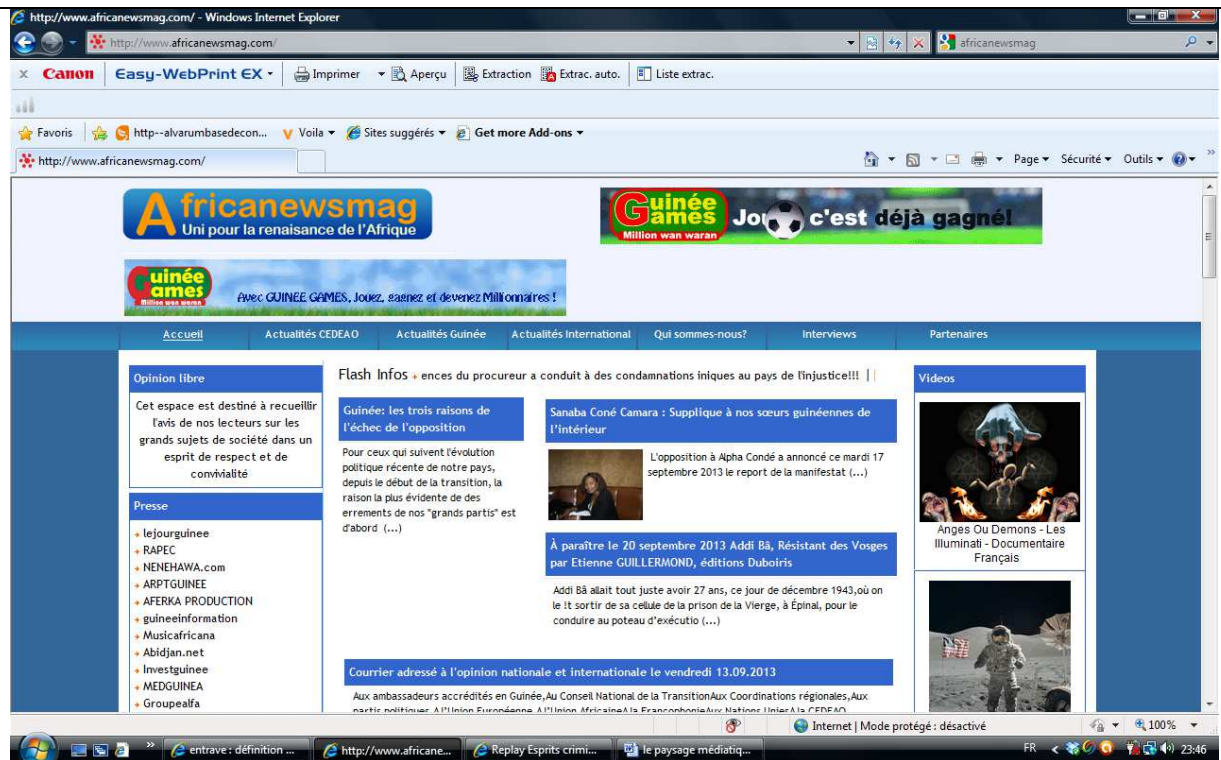 http://www.africanewsmag.com/ - Windows Internet Explorer
http://www.africanewsmag.com/
africanewsmag
x Canon Easy-WebPrint EX Imprimer Aperçu Extraction Extrac. auto. Liste extrac.
Favoris http--alvarumbasedecon... Voila Sites suggérés Get more Add-ons
http://www.africanewsmag.com/
Page Sécurité Outils
Africanewsmag
Uni pour la renaisance de l'Afrique
Guinée Games
Million wan waran
Jou c'est déjà gagné!
Guinée Games
Million wan waran
Avec GUINEE GAMES, Jouez, gagnez et devenez Millionnaires !
Accueil Actualités CEDEAO Actualités Guinée Actualités International Qui sommes-nous? Interviews Partenaires
Opinion libre
Cet espace est destiné à recueillir
l'avis de nos lecteurs sur les
grands sujets de société dans un
esprit de respect et de
convivialité
Presse
lejourguinee
RAPEC
NENEHAWA.com
ARPTGUINEE
AFERKA PRODUCTION
guineeinformation
Musicafricana
Abidjan.net
Investguinee
MEDGUINEA
Groupealfa
Flash Infos ences du procureur a conduit à des condamnations iniques au pays de l'injustice!!! |
Guinée: les trois raisons de
l'échec de l'opposition
Pour ceux qui suivent l'évolution
politique récente de notre pays,
depuis le début de la transition, la
raison la plus évidente de des
errements de nos "grands partis" est
d'abord (...)
Sanaba Coné Camara : Supplique à nos sœurs guinéennes de
l'intérieur
L'opposition à Alpha Condé a annoncé ce mardi 17
septembre 2013 le report de la manifestat (...)
À paraître le 20 septembre 2013 Addi Bâ, Résistant des Vosges
par Etienne GUILLERMOND, éditions Duboiris
Addi Bâ allait tout juste avoir 27 ans, ce jour de décembre 1943,où on
le !t sortir de sa cellule de la prison de la Vierge, à Épinal, pour le
conduire au poteau d'exécutio (...)
Courrier adressé à l'opinion nationale et internationale le vendredi 13.09.2013
Aux ambassadeurs accrédités en Guinée,Au Conseil National de la TransitionAux Coordinations régionales,Aux
partis politiques A l'Union Européenne A l'Union AfricaineA la FrancophonieAux Nations UniesA la CEDEAO
Videos
Anges Ou Demons - Les
Illuminati - Documentaire
Français
Internet | Mode protégé : désactivé
100%
entrave : définition ... http://www.africane... Replay Esprits crimi... le paysage médiatiq...
FR
23:46